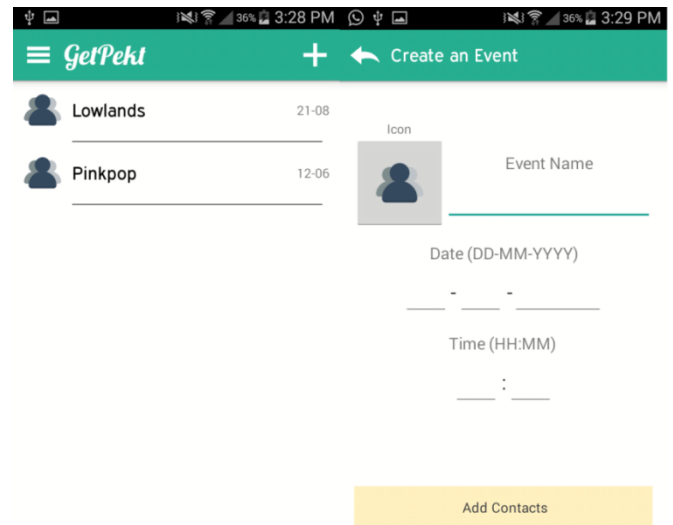 36% 3:28 PM
GetPekt
Lowlands 21-08
Pinkpop 12-06
36% 3:29 PM
Create an Event
Icon
Event Name
Date (DD-MM-YYYY)
- -
Time (HH:MM)
:
Add Contacts